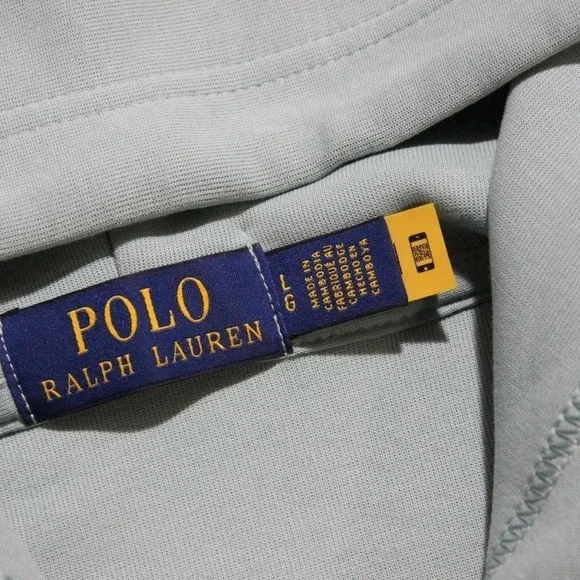 POLO
RALPH LAUREN
L
G
MADE IN
CAMBODIA
FABRIQUÉ AU
CAMBODGE
HECHO EN
CAMBOYA